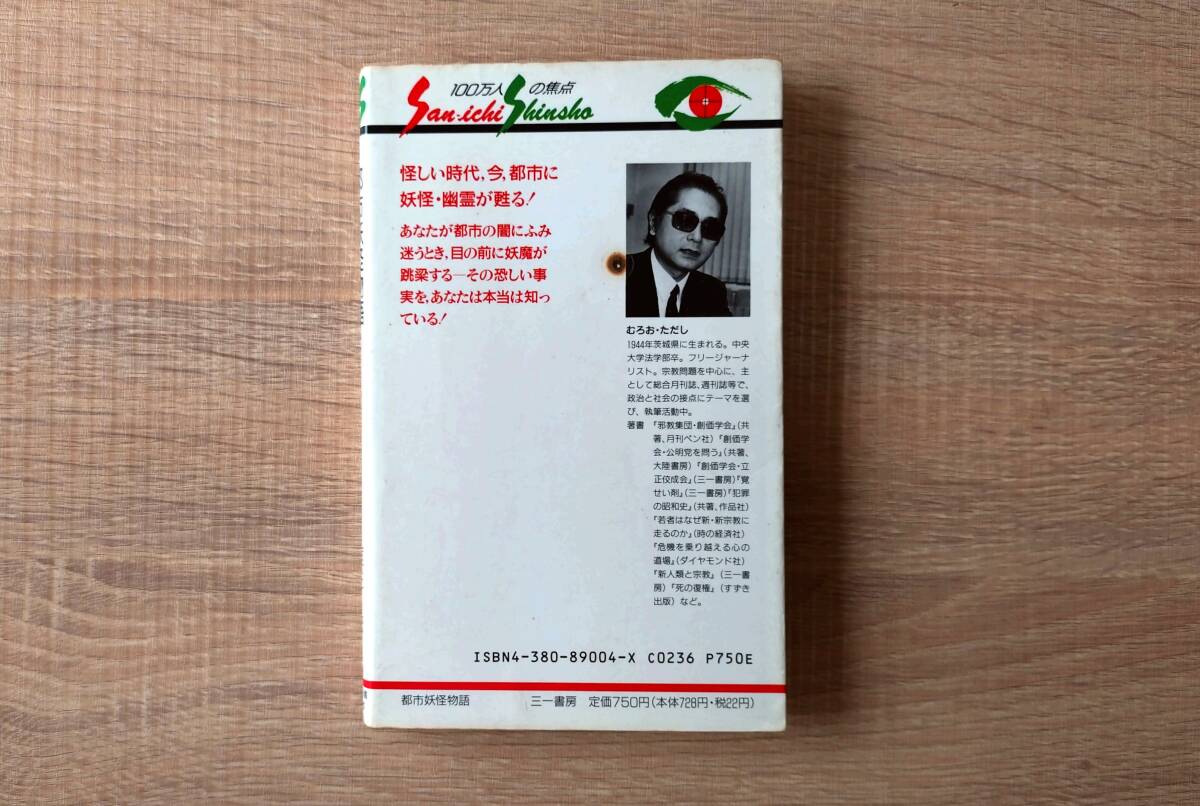 100万人の焦点
San-ichi Shinsho
怪しい時代,今,都市に
妖怪・幽霊が甦る!
あなたが都市の闇にふみ
迷うとき,目の前に妖魔が
跳梁する—その恐しい事
実を,あなたは本当は知っ
ている!
むろお・ただし
1944年茨城県に生まれる。中央
大学法学部卒。フリージャーナ
リスト。宗教問題を中心に、主
として総合月刊誌、週刊誌等で、
政治と社会の接点にテーマを選
び、執筆活動中。
著書 『邪教集団・創価学会』(共
著、月刊ペン社)『創価学
会・公明党を問う』(共著、
大陸書房)『創価学会・立
正佼成会』(三一書房)『覚
せい剤』(三一書房)『犯罪
の昭和史』(共著、作品社)
『若者はなぜ新・新宗教に
走るのか』(時の経済社)
『危機を乗り越える心の
道場』(ダイヤモンド社)
『新人類と宗教』(三一書
房)『死の復権』(すずき
出版)など。
ISBN4-380-89004-X C0236 P750E
都市妖怪物語 三一書房 定価750円(本体728円・税22円)